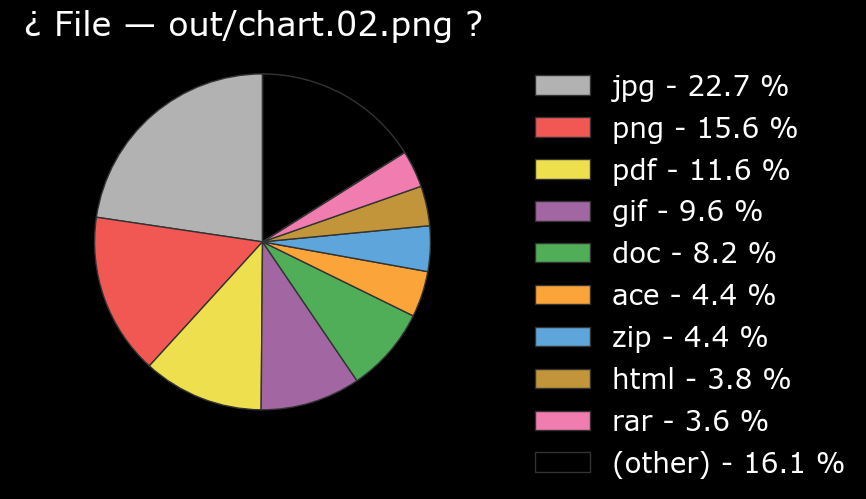 ¿ File — out/chart.02.png ?
jpg - 22.7 %
png - 15.6 %
pdf - 11.6 %
gif - 9.6 %
doc - 8.2 %
ace - 4.4 %
zip - 4.4 %
html - 3.8 %
rar - 3.6 %
(other) - 16.1 %